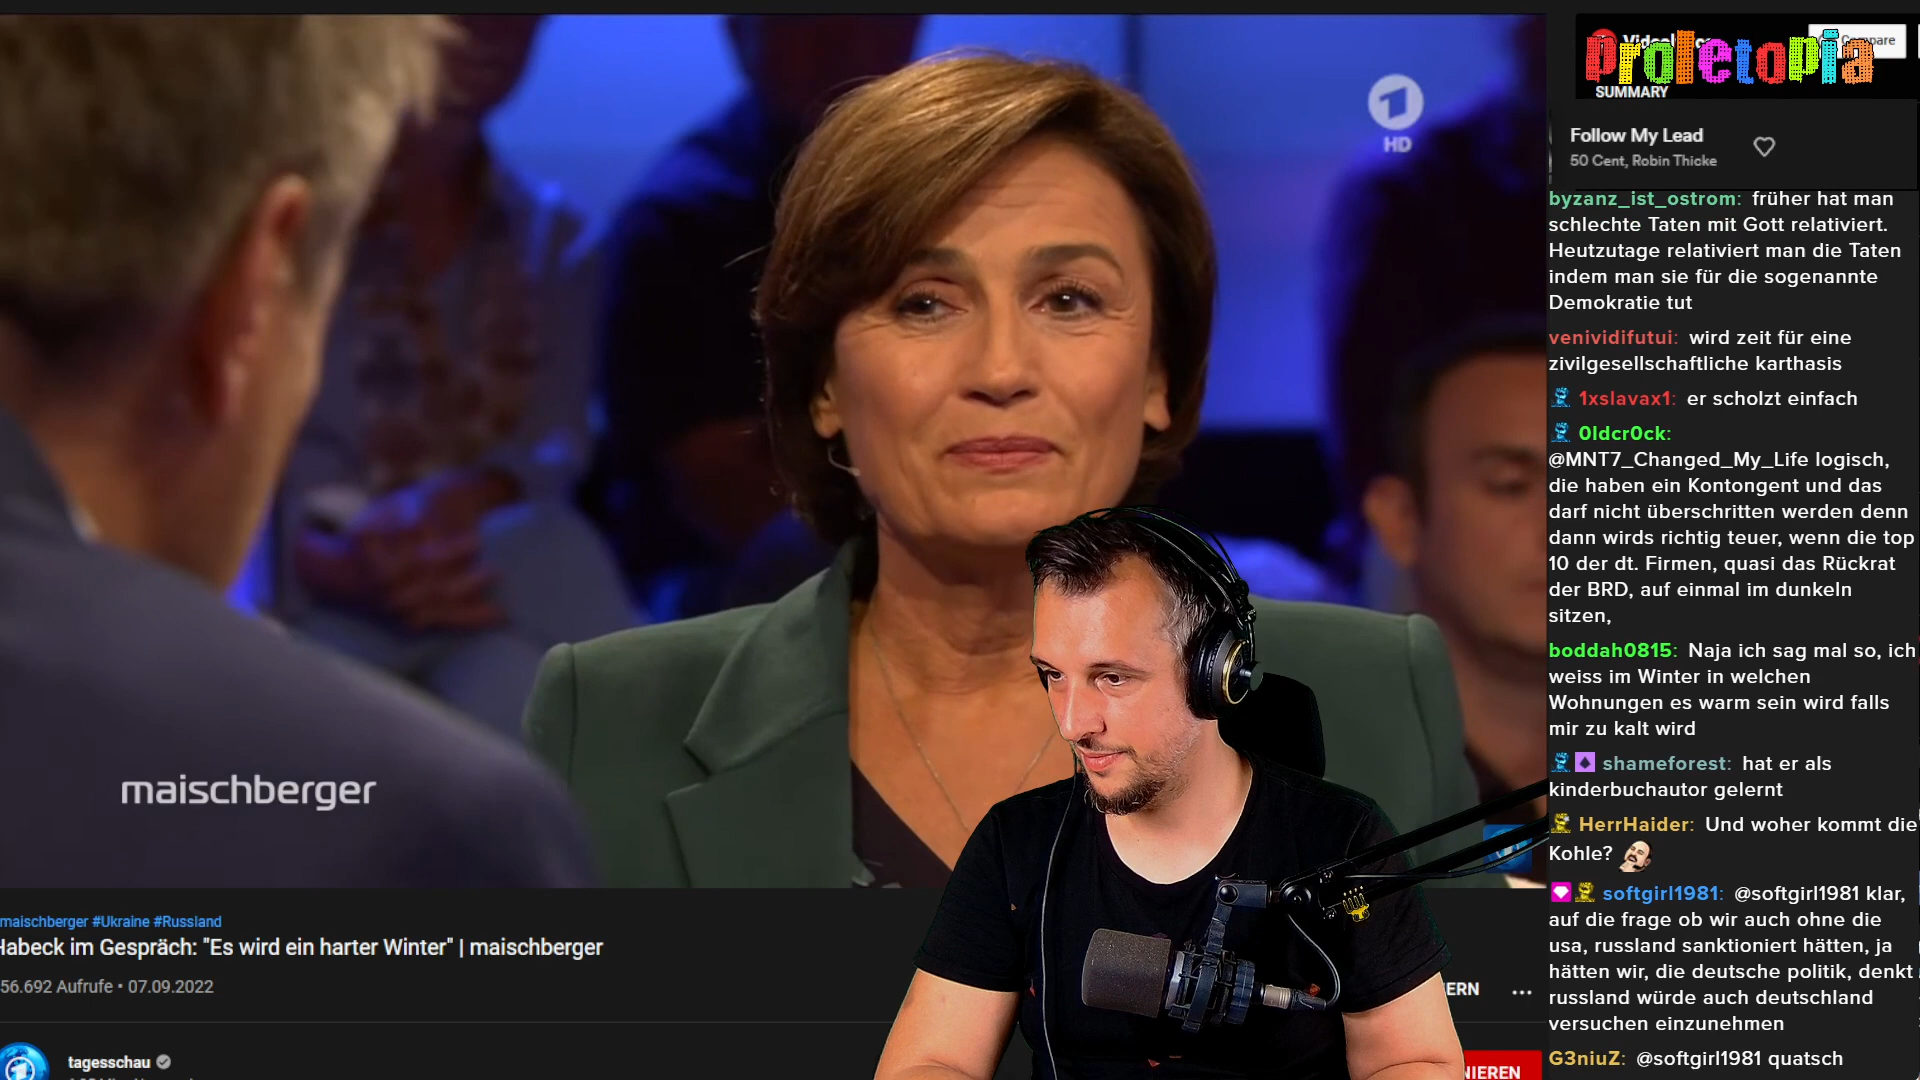 HD
maischberger
maischberger #Ukraine #Russland
Habeck im Gespräch: "Es wird ein harter Winter" | maischberger
56.692 Aufrufe • 07.09.2022
ERN
tagesschau
NIEREN
Proletopia
SUMMARY
Follow My Lead
50 Cent, Robin Thicke
byzanz_ist_ostrom: früher hat man
schlechte Taten mit Gott relativiert.
Heutzutage relativiert man die Taten
indem man sie für die sogenannte
Demokratie tut
venividifutui: wird zeit für eine
zivilgesellschaftliche karthasis
1xslavax1: er scholzt einfach
0ldcr0ck:
@MNT7_Changed_My_Life logisch,
die haben ein Kontongent und das
darf nicht überschritten werden denn
dann wirds richtig teuer, wenn die top
10 der dt. Firmen, quasi das Rückrat
der BRD, auf einmal im dunkeln
sitzen,
boddah0815: Naja ich sag mal so, ich
weiss im Winter in welchen
Wohnungen es warm sein wird falls
mir zu kalt wird
shameforest: hat er als
kinderbuchautor gelernt
HerrHaider: Und woher kommt die
Kohle?
softgirl1981: @softgirl1981 klar,
auf die frage ob wir auch ohne die
usa, russland sanktioniert hätten, ja
hätten wir, die deutsche politik, denkt
russland würde auch deutschland
versuchen einzunehmen
G3niuZ: @softgirl1981 quatsch